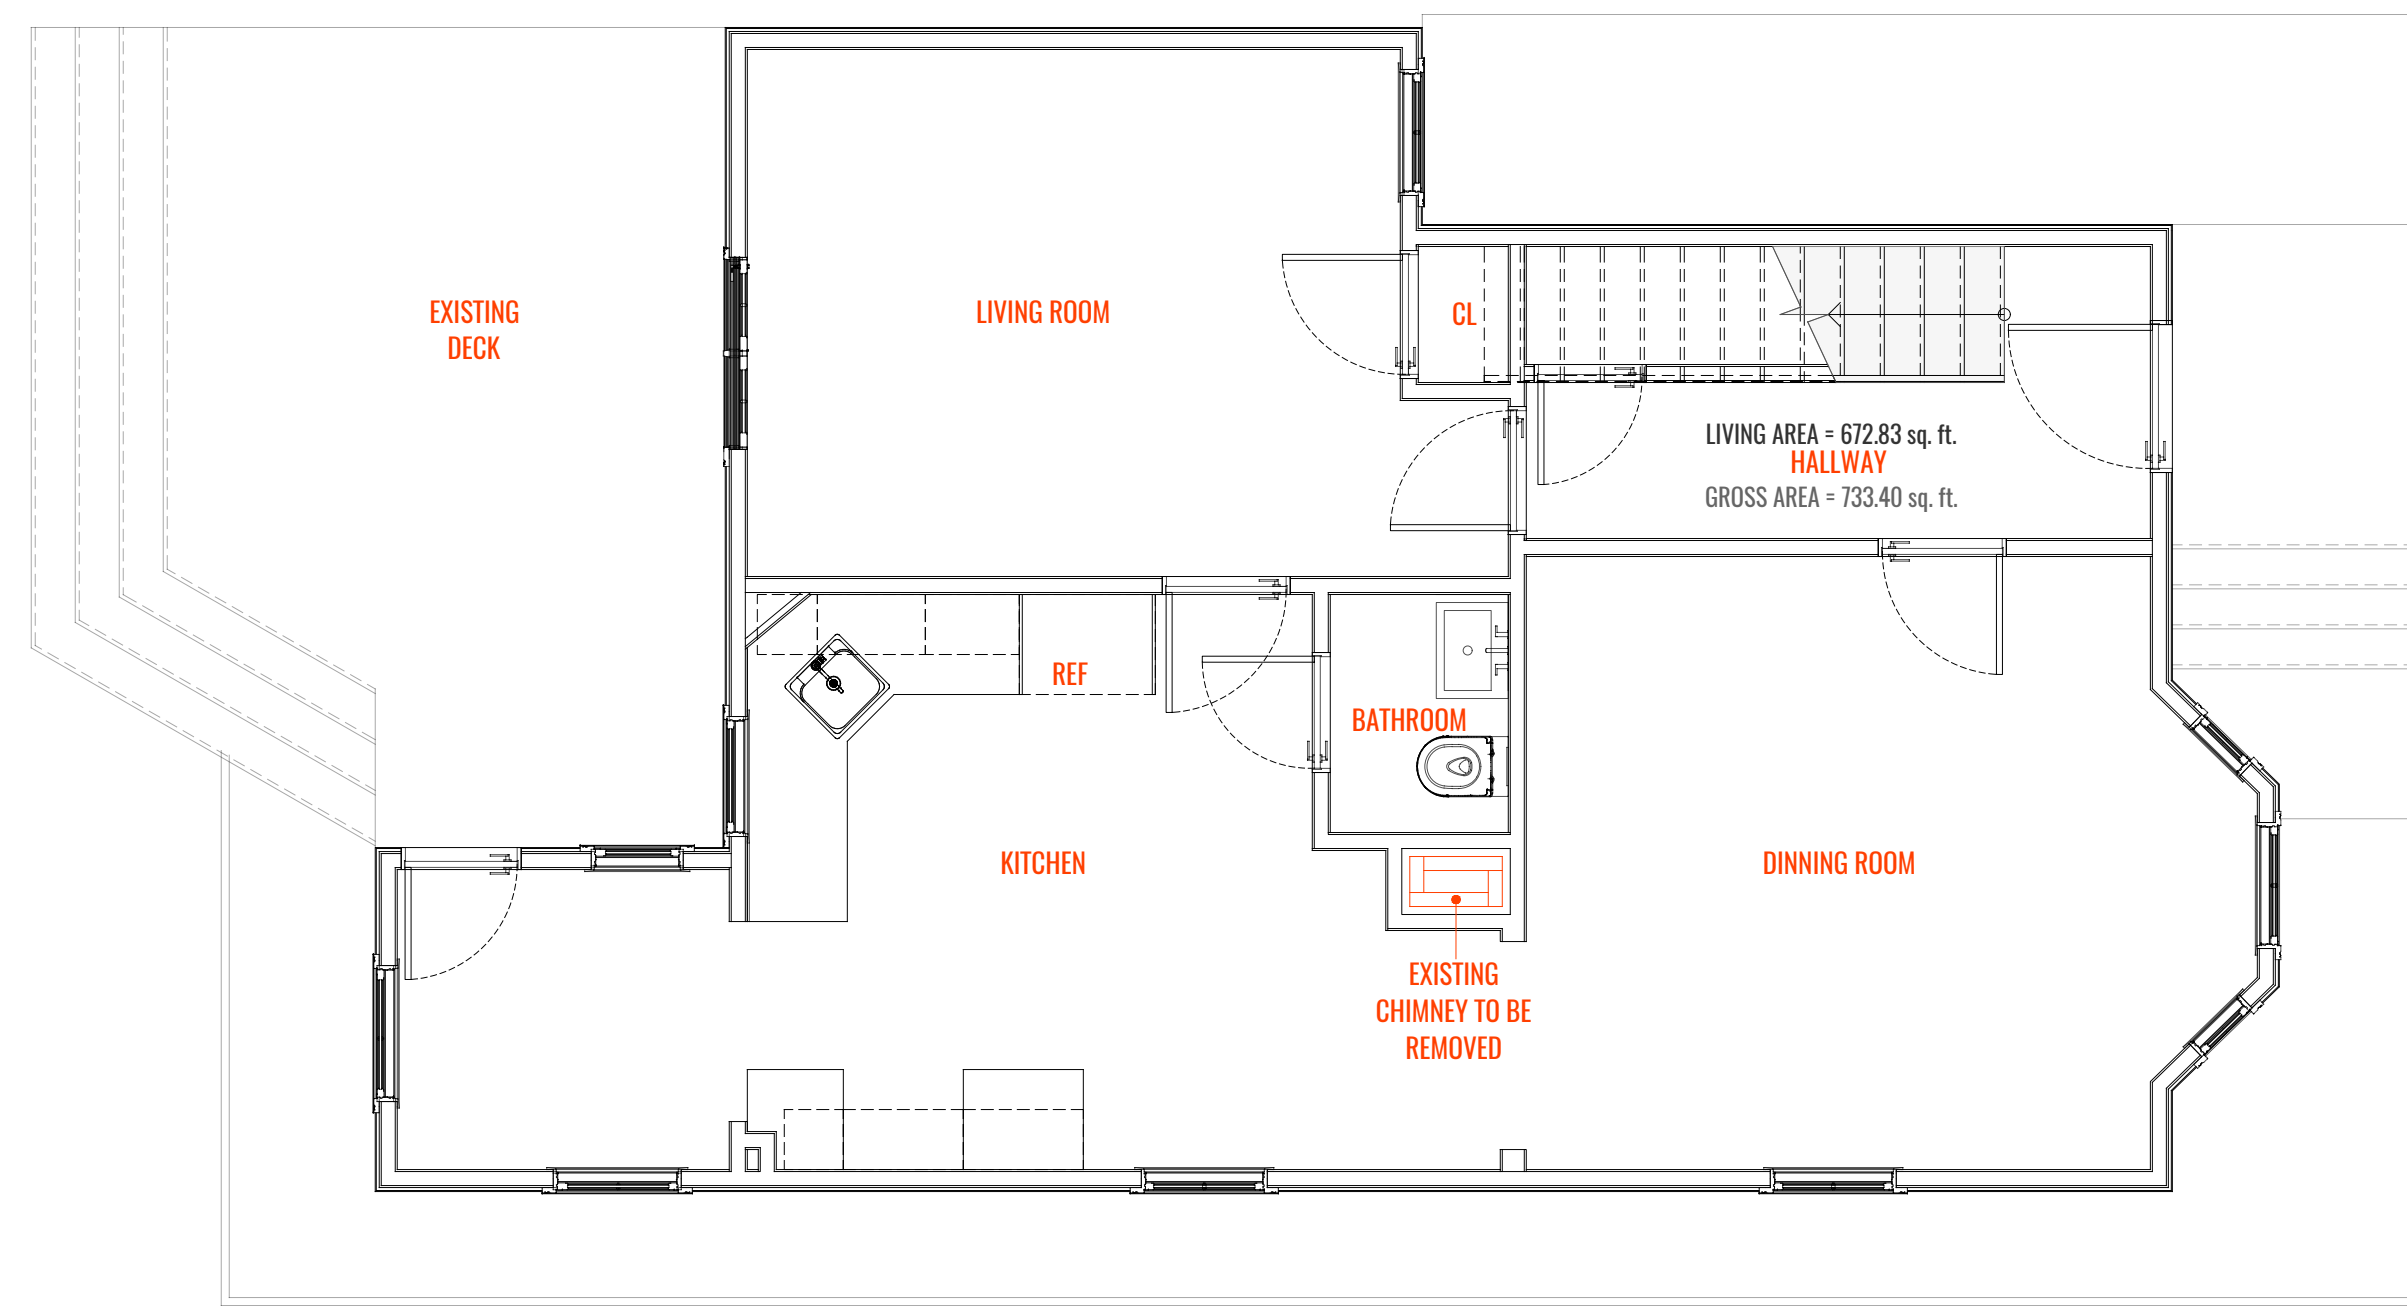 EXISTING
DECK
LIVING ROOM
CL
LIVING AREA = 672.83 sq. ft.
HALLWAY
GROSS AREA = 733.40 sq. ft.
REF
BATHROOM
KITCHEN
DINNING ROOM
EXISTING
CHIMNEY TO BE
REMOVED